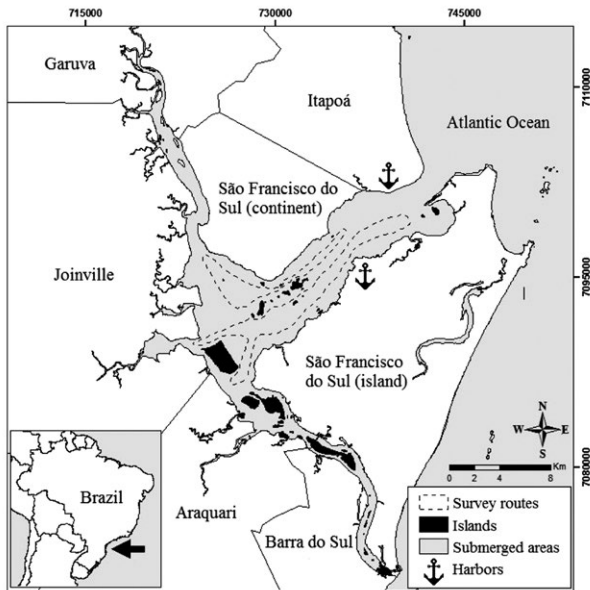 715000
730000
745000
Garuva
Itapoá
7110000
Atlantic Ocean
São Francisco do
Sul (continent)
Joinville
7095000
São Francisco
do Sul (island)
N
W
E
S
7080000
0 2 4 8 Km
Brazil
Araquari
Barra do Sul
Survey routes
Islands
Submerged areas
Harbors